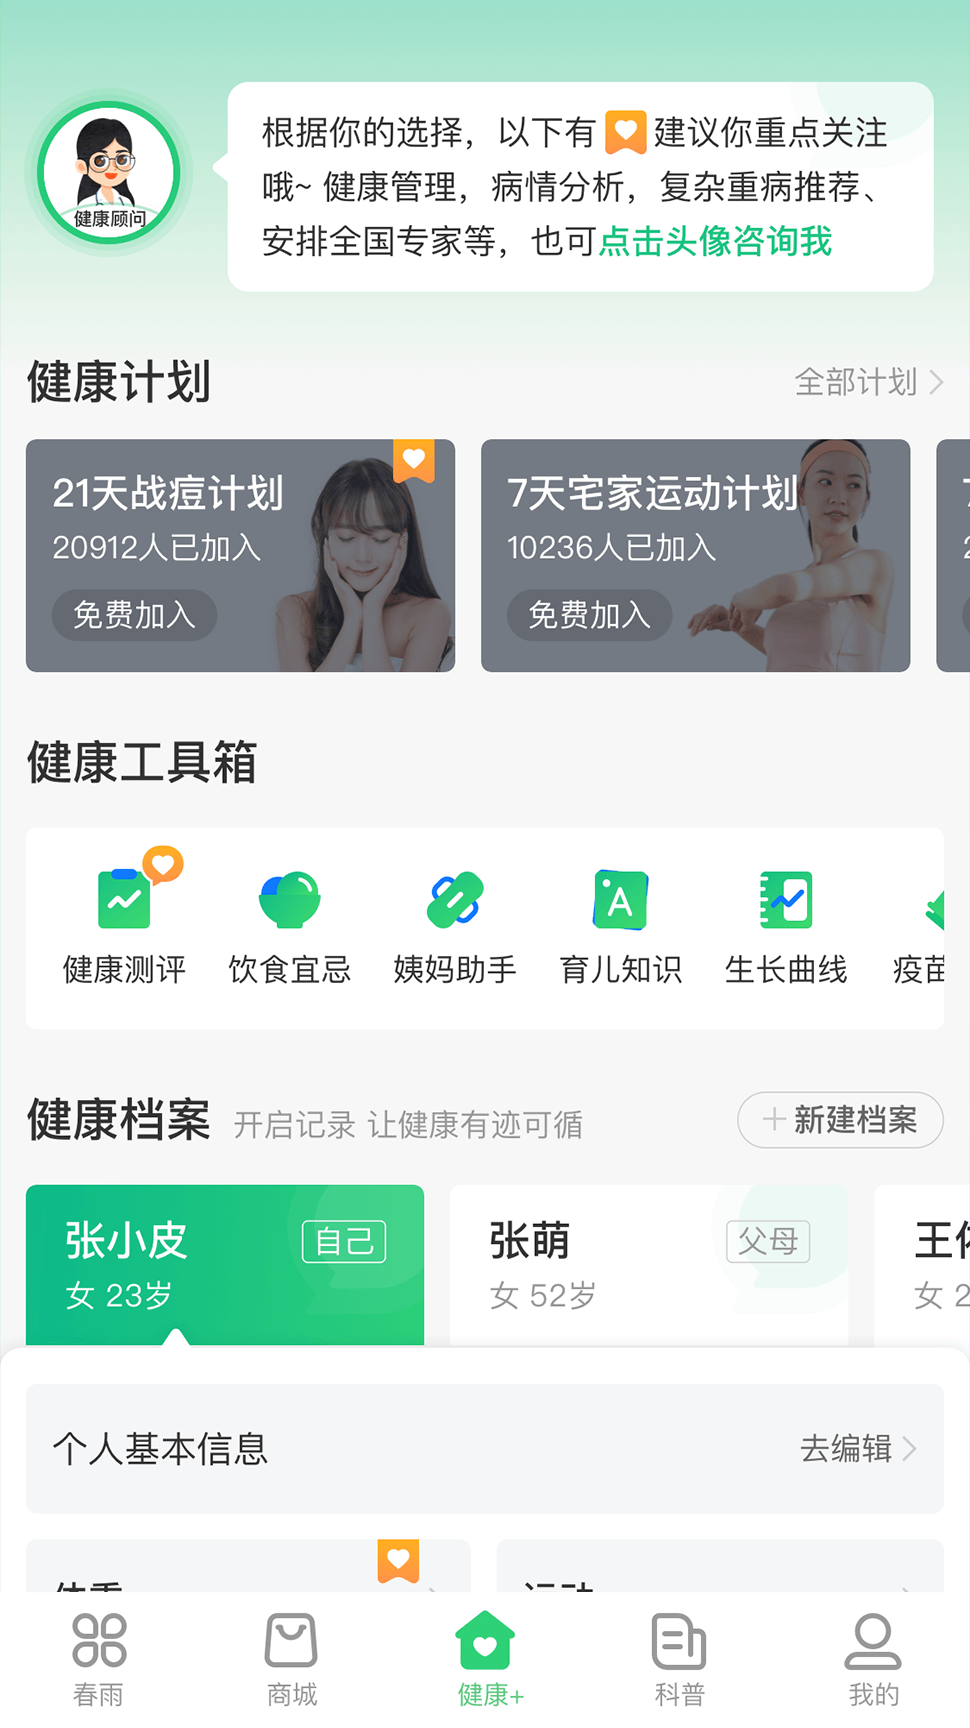 根据你的选择，以下有建议你重点关注
哦~ 健康管理，病情分析，复杂重病推荐、
安排全国专家等，也可点击头像咨询我
健康顾问
健康计划
全部计划
21天战痘计划
20912人已加入
免费加入
7天宅家运动计划
10236人已加入
免费加入
健康工具箱
健康测评
饮食宜忌
姨妈助手
育儿知识
生长曲线
疫苗
健康档案
开启记录 让健康有迹可循
新建档案
张小皮
自己
女 23岁
张萌
父母
女 52岁
王
女 2
个人基本信息
去编辑
体重
运动
春雨
商城
健康+
科普
我的